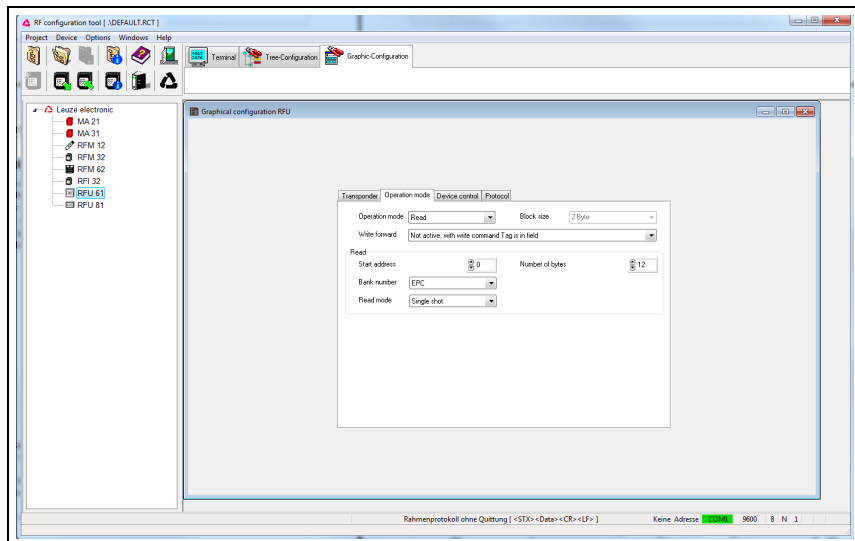 RF configuration tool [ .\DEFAULT.RCT ]
Project Device Options Windows Help
Terminal Tree-Configuration Graphic-Configuration
Leuze electronic
MA 21
MA 31
RFM 12
RFM 32
RFM 62
RFI 32
RFU 61
RFU 81
Graphical configuration RFU
Transponder Operation mode Device control Protocol
Operation mode Read Block size 2 Byte
Write forward Not active, with write command Tag is in field
Read
Start address 0 Number of bytes 12
Bank number EPC
Read mode Single shot
Rahmenprotokoll ohne Quittung [ <STX><Data><CR><LF> ] Keine Adresse COM1 9600 8 N 1